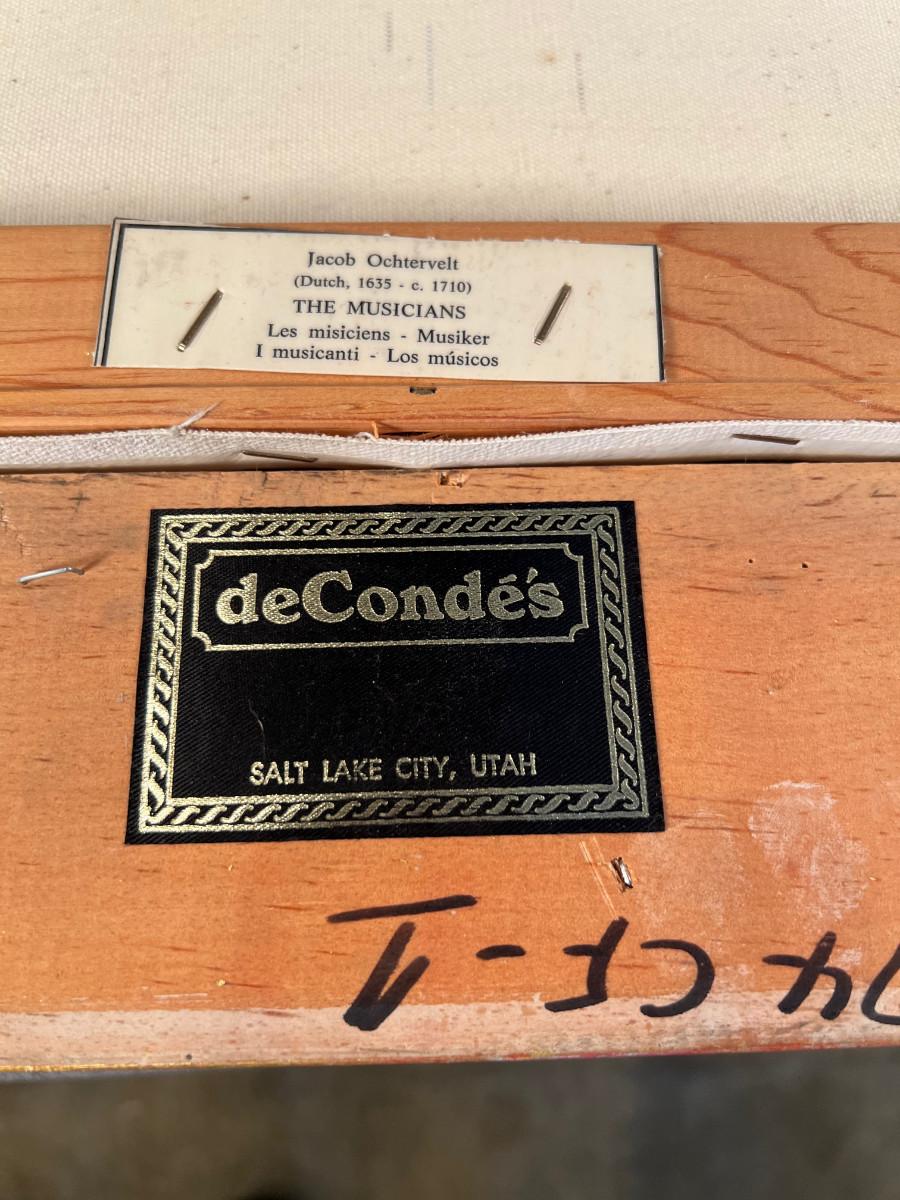 Jacob Ochtervelt
(Dutch, 1635 - c. 1710)
THE MUSICIANS
Les misiciens - Musiker
I musicanti - Los músicos
deCondé's
SALT LAKE CITY, UTAH